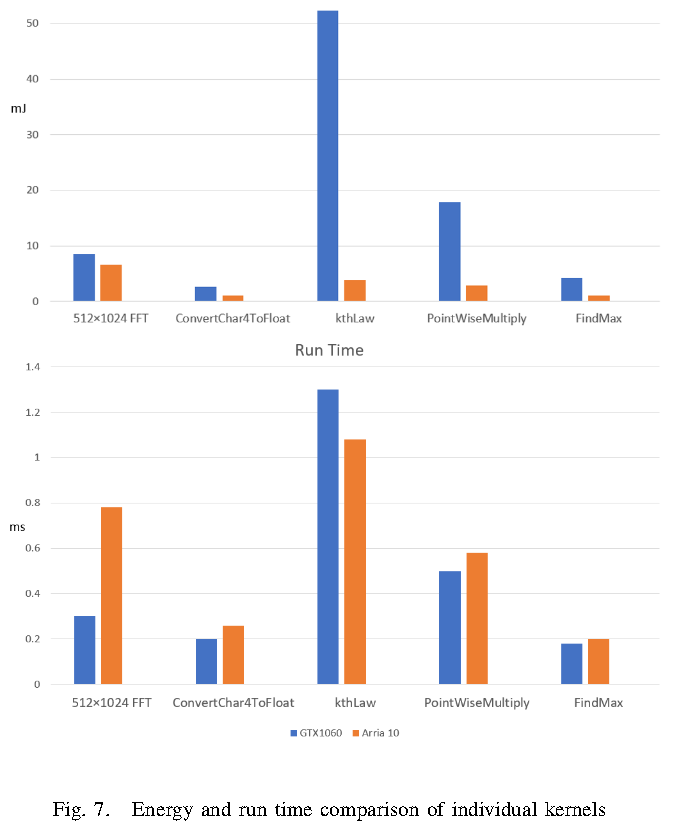 50
40
mJ
30
20
10
0
512×1024 FFT ConvertChar4ToFloat kthLaw PointWiseMultiply FindMax
Run Time
1.4
1.2
1
0.8
ms
0.6
0.4
0.2
0
512×1024 FFT ConvertChar4ToFloat kthLaw PointWiseMultiply FindMax
GTX1060 Arria 10
Fig. 7. Energy and run time comparison of individual kernels